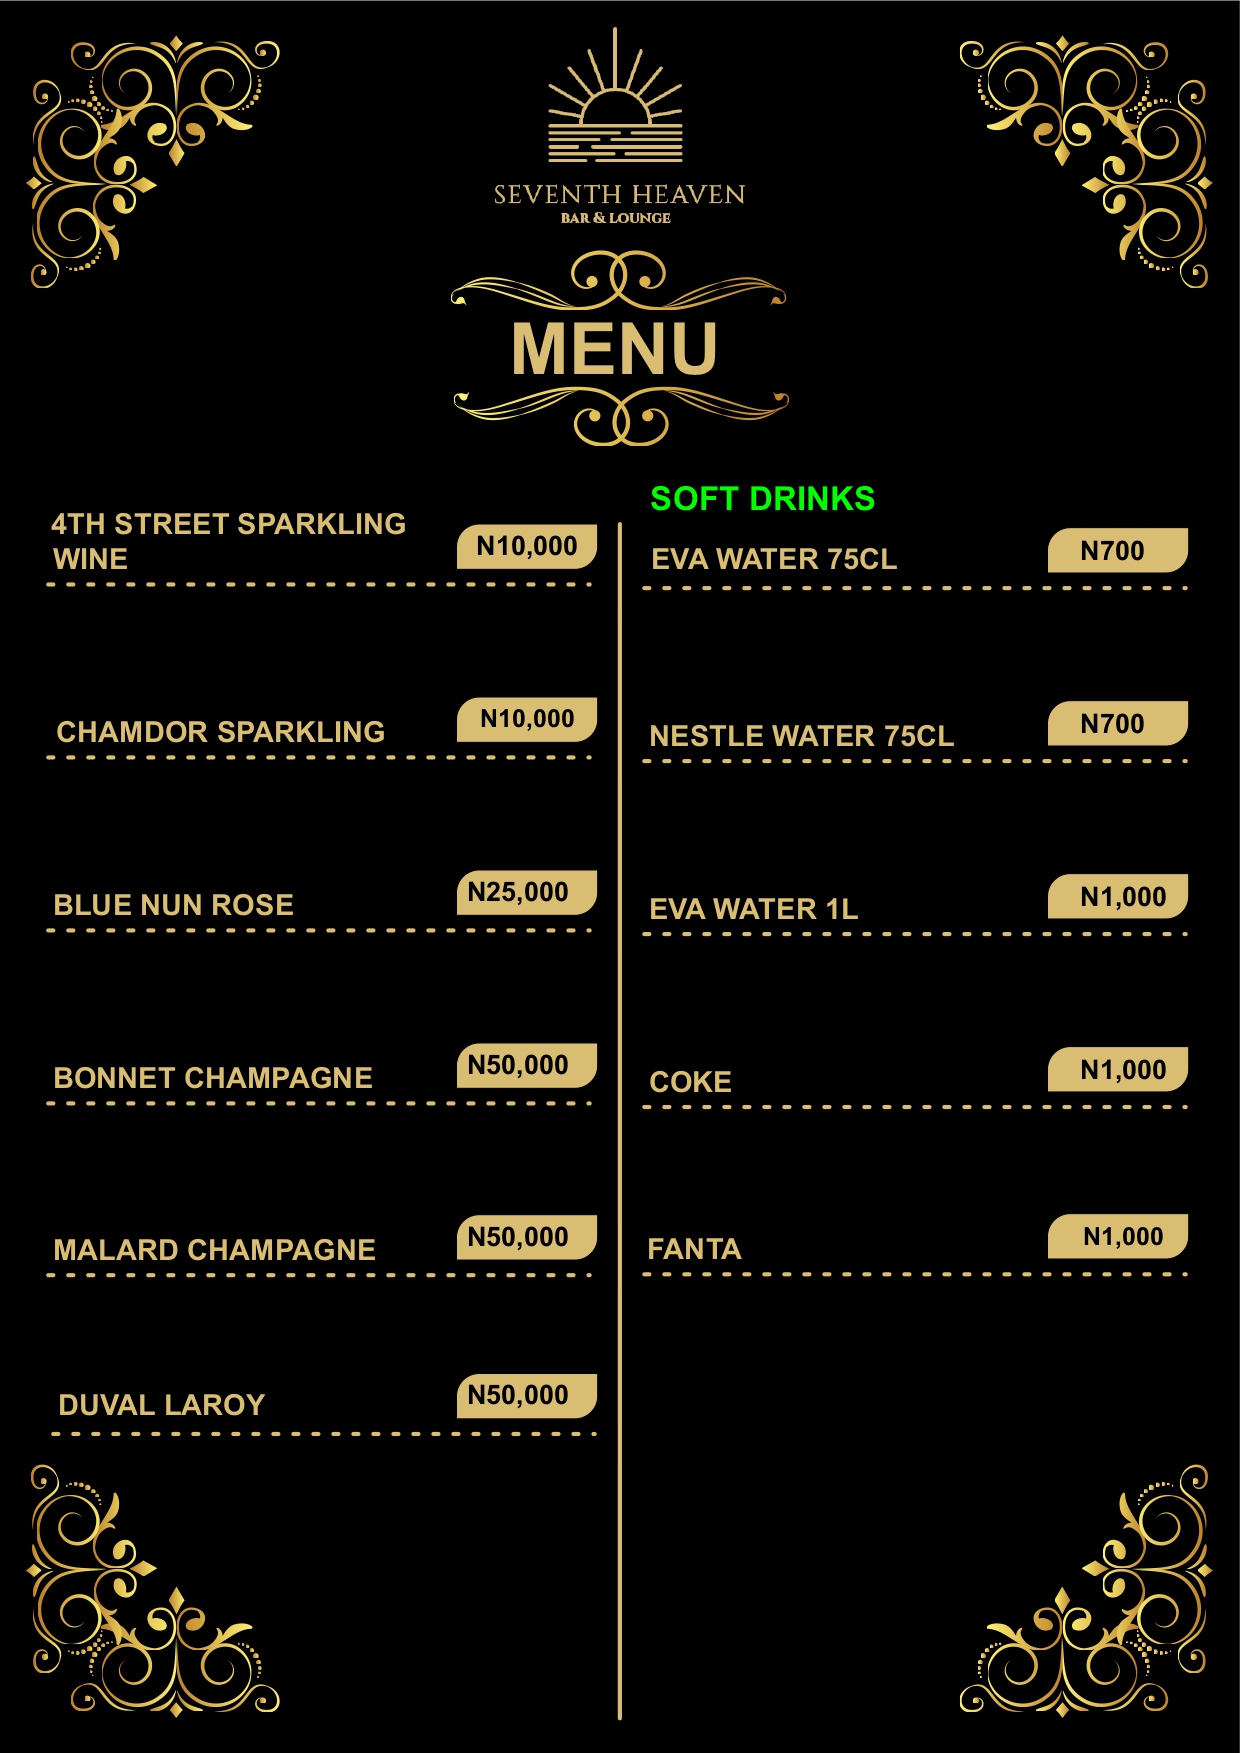 SEVENTH HEAVEN
BAR & LOUNGE
MENU
4TH STREET SPARKLING
WINE
N10,000
CHAMDOR SPARKLING
N10,000
BLUE NUN ROSE
N25,000
BONNET CHAMPAGNE
N50,000
MALARD CHAMPAGNE
N50,000
DUVAL LAROY
N50,000
SOFT DRINKS
EVA WATER 75CL
N700
NESTLE WATER 75CL
N700
EVA WATER 1L
N1,000
COKE
N1,000
FANTA
N1,000